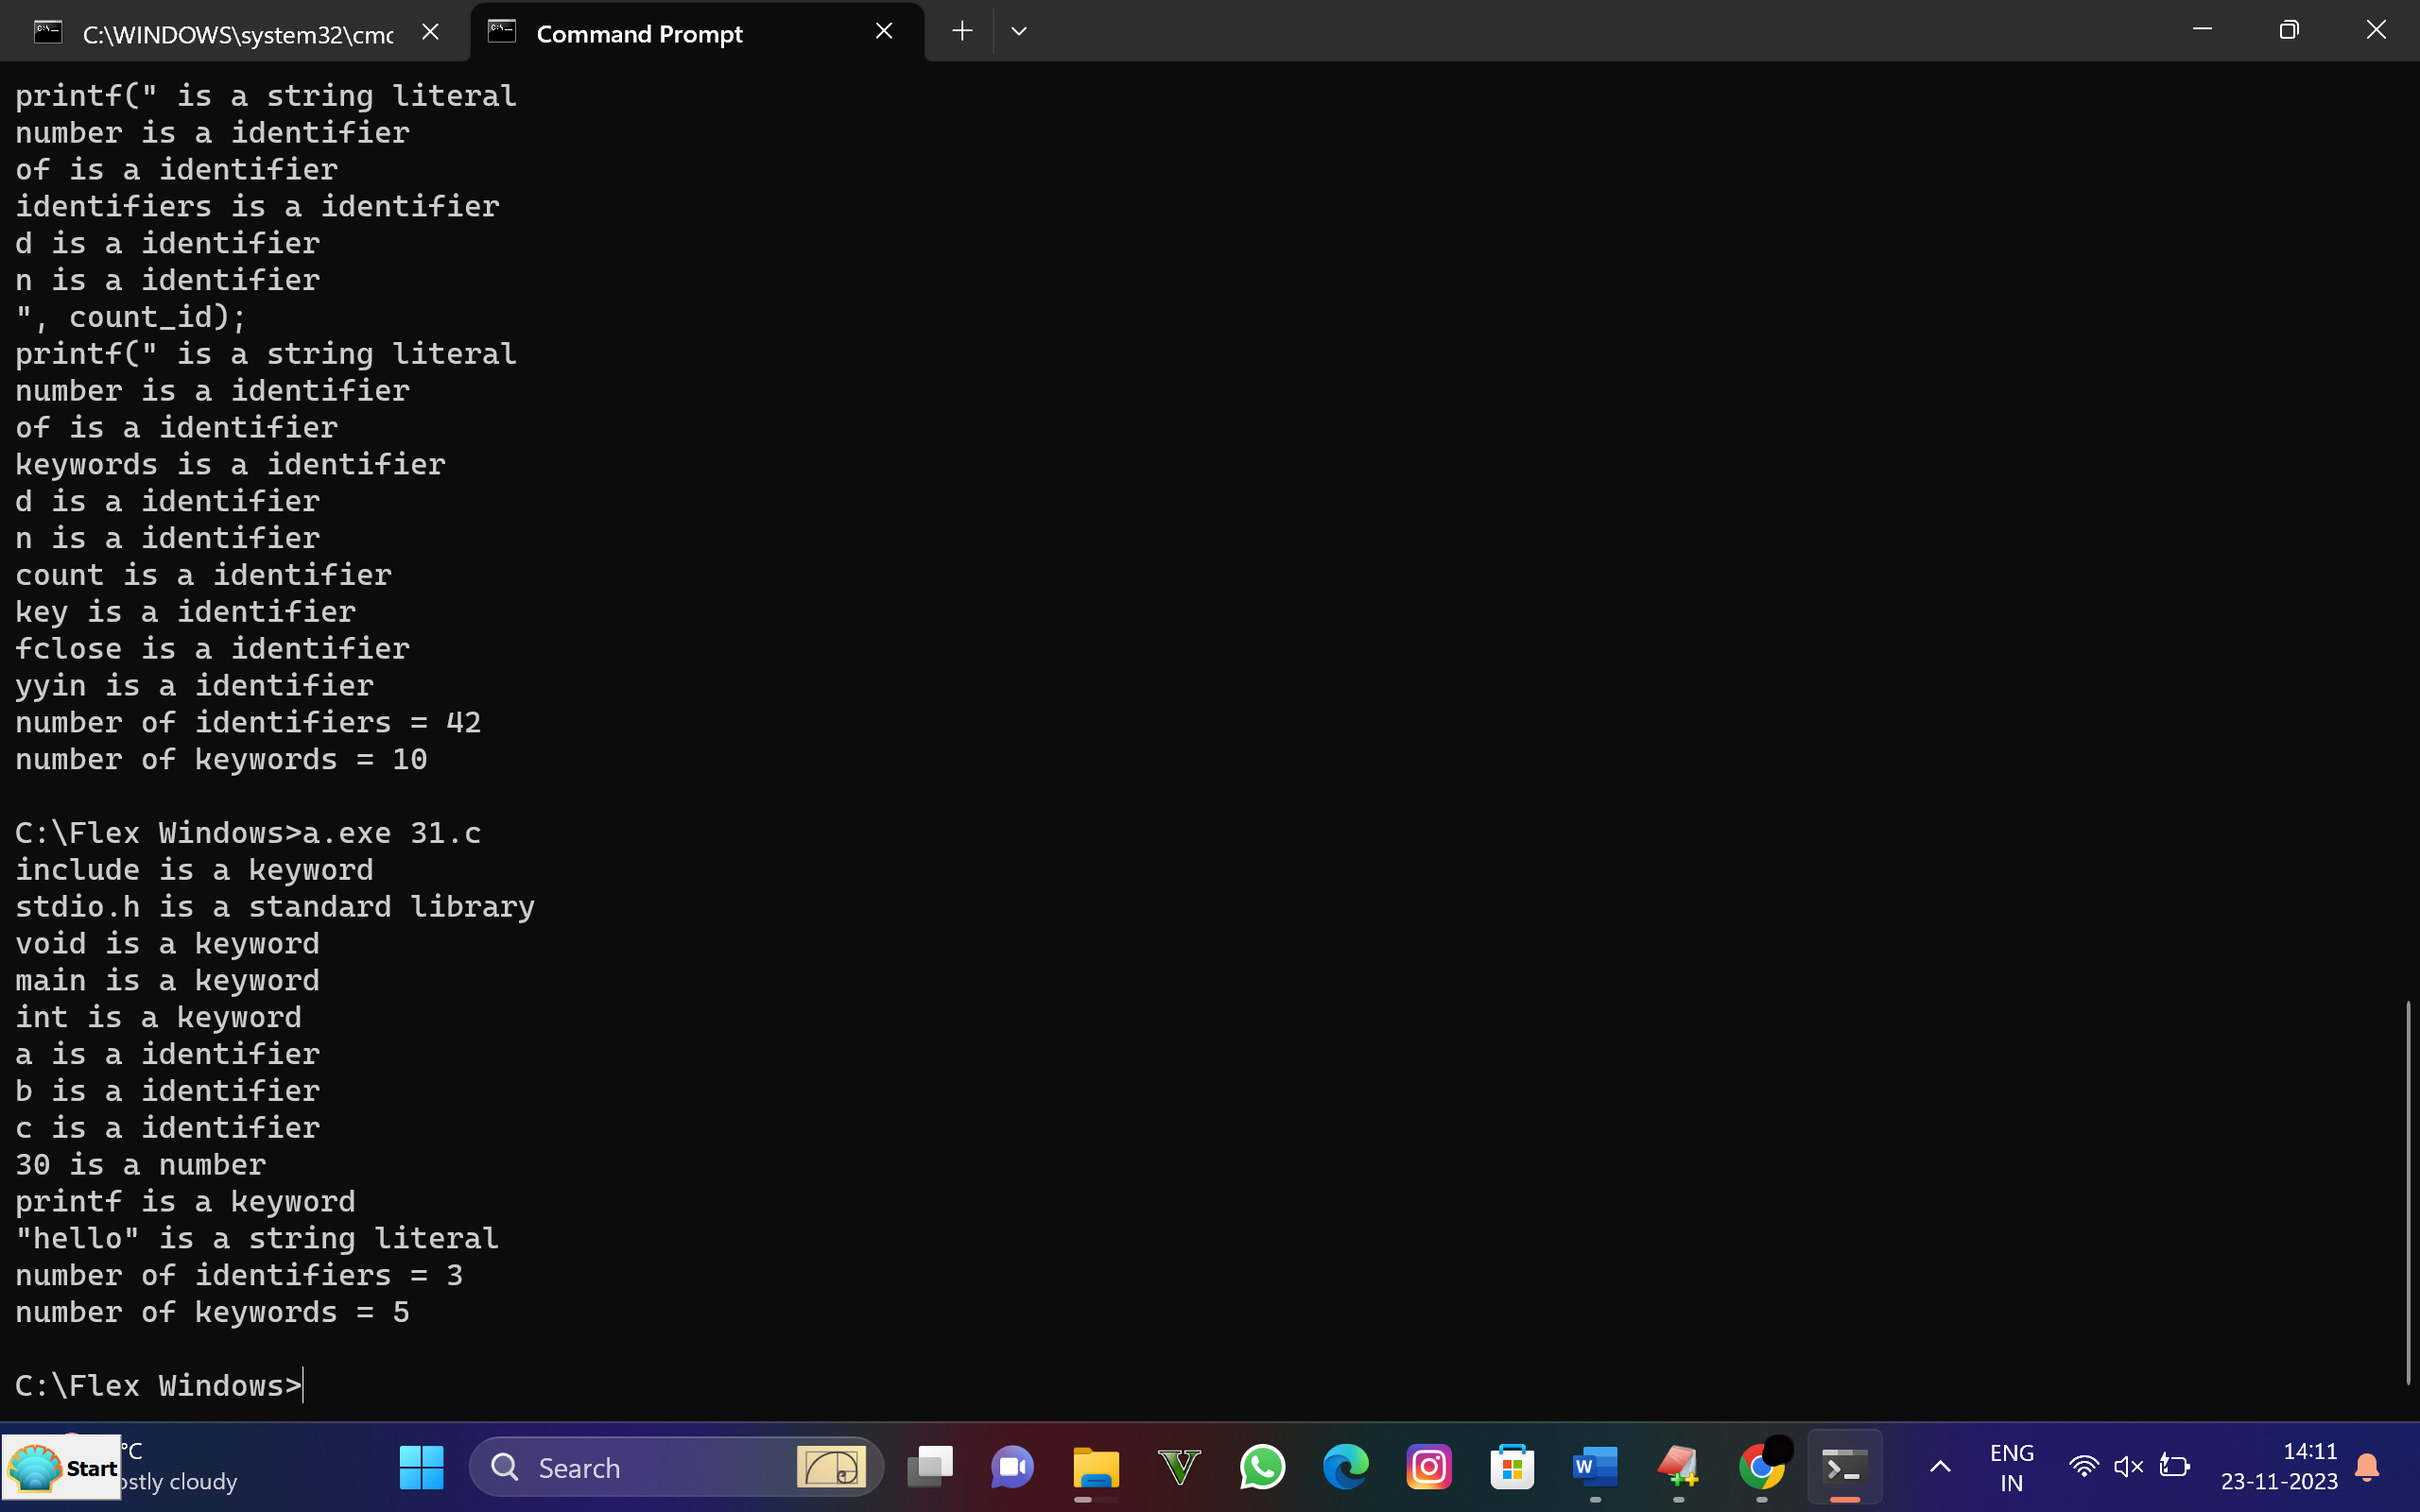 C:\WINDOWS\system32\cmc
Command Prompt
printf(" is a string literal
number is a identifier
of is a identifier
identifiers is a identifier
d is a identifier
n is a identifier
", count_id);
printf(" is a string literal
number is a identifier
of is a identifier
keywords is a identifier
d is a identifier
n is a identifier
count is a identifier
key is a identifier
fclose is a identifier
yyin is a identifier
number of identifiers = 42
number of keywords = 10
C:\Flex Windows>a.exe 31.c
include is a keyword
stdio.h is a standard library
void is a keyword
main is a keyword
int is a keyword
a is a identifier
b is a identifier
c is a identifier
30 is a number
printf is a keyword
"hello" is a string literal
number of identifiers = 3
number of keywords = 5
C:\Flex Windows>
Start
°C
ostly cloudy
Search
W
ENG
IN
14:11
23-11-2023